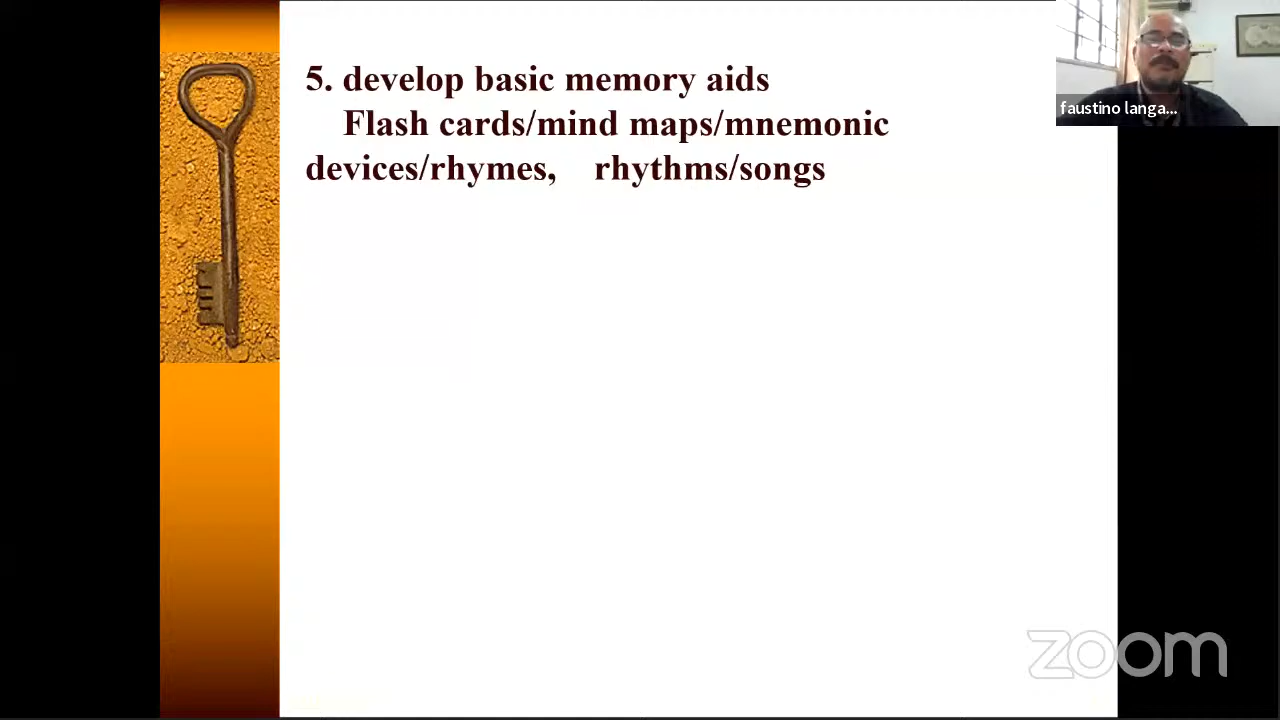 5. develop basic memory aids
Flash cards/mind maps/mnemonic
devices/rhymes, rhythms/songs
faustino langa...
zoom